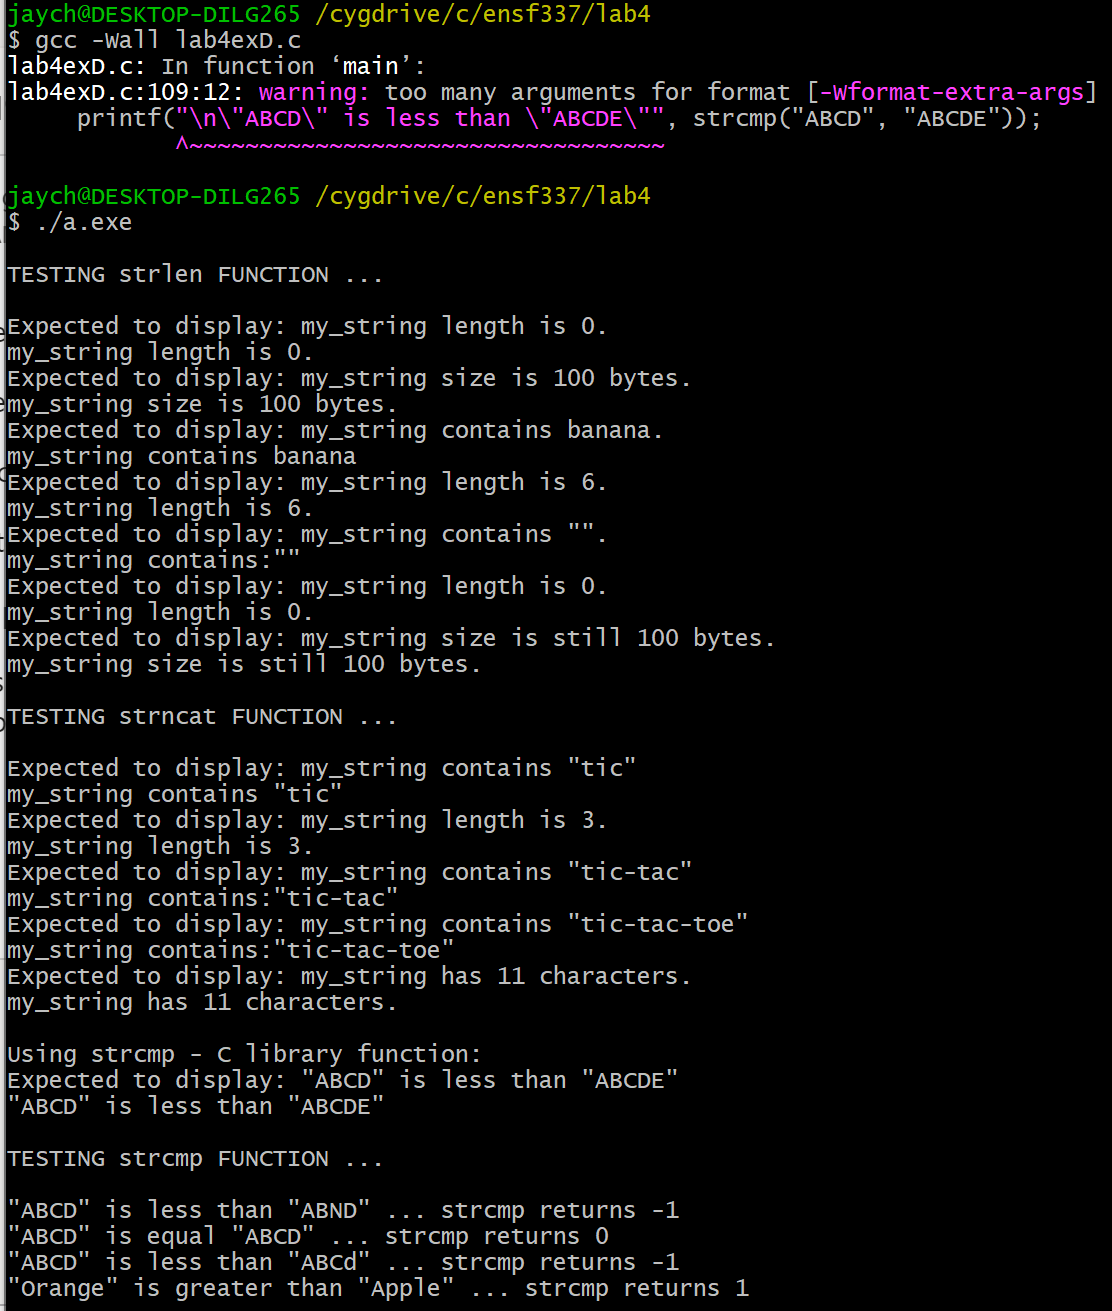 jaych@DESKTOP-DILG265 /cygdrive/c/ensf337/lab4
$ gcc -Wall lab4exD.c
lab4exD.c: In function ‘main’:
lab4exD.c:109:12: warning: too many arguments for format [-Wformat-extra-args]
     printf("\n\"ABCD\" is less than \"ABCDE\"", strcmp("ABCD", "ABCDE"));
            ^~~~~~~~~~~~~~~~~~~~~~~~~~~~~~~~~~~
jaych@DESKTOP-DILG265 /cygdrive/c/ensf337/lab4
$ ./a.exe
TESTING strlen FUNCTION ...
Expected to display: my_string length is 0.
my_string length is 0.
Expected to display: my_string size is 100 bytes.
my_string size is 100 bytes.
Expected to display: my_string contains banana.
my_string contains banana
Expected to display: my_string length is 6.
my_string length is 6.
Expected to display: my_string contains "".
my_string contains:""
Expected to display: my_string length is 0.
my_string length is 0.
Expected to display: my_string size is still 100 bytes.
my_string size is still 100 bytes.
TESTING strncat FUNCTION ...
Expected to display: my_string contains "tic"
my_string contains "tic"
Expected to display: my_string length is 3.
my_string length is 3.
Expected to display: my_string contains "tic-tac"
my_string contains:"tic-tac"
Expected to display: my_string contains "tic-tac-toe"
my_string contains:"tic-tac-toe"
Expected to display: my_string has 11 characters.
my_string has 11 characters.
Using strcmp - C library function:
Expected to display: "ABCD" is less than "ABCDE"
"ABCD" is less than "ABCDE"
TESTING strcmp FUNCTION ...
"ABCD" is less than "ABND" ... strcmp returns -1
"ABCD" is equal "ABCD" ... strcmp returns 0
"ABCD" is less than "ABCd" ... strcmp returns -1
"Orange" is greater than "Apple" ... strcmp returns 1